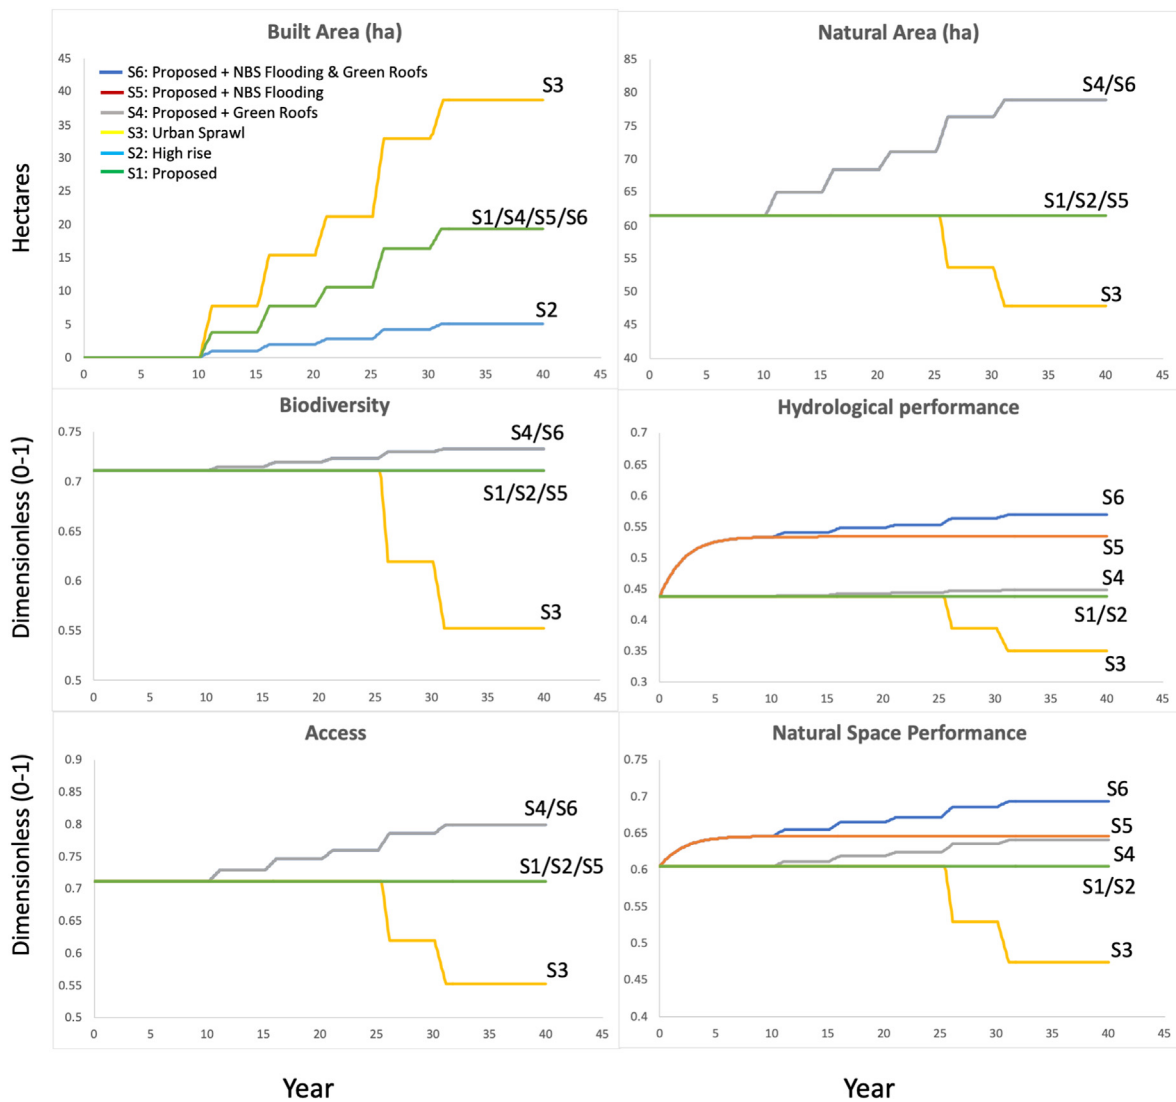 Built Area (ha)
45
40
35
30
25
20
15
10
5
0
S6: Proposed + NBS Flooding & Green Roofs
S5: Proposed + NBS Flooding
S4: Proposed + Green Roofs
S3: Urban Sprawl
S2: High rise
S1: Proposed
S3
S1/S4/S5/S6
S2
0 5 10 15 20 25 30 35 40 45
Hectares
Natural Area (ha)
85
80
75
70
65
60
55
50
45
40
S4/S6
S1/S2/S5
S3
0 5 10 15 20 25 30 35 40 45
Biodiversity
0.75
0.7
0.65
0.6
0.55
0.5
S4/S6
S1/S2/S5
S3
0 5 10 15 20 25 30 35 40 45
Dimensionless (0-1)
Hydrological performance
0.7
0.65
0.6
0.55
0.5
0.45
0.4
0.35
0.3
S6
S5
S4
S1/S2
S3
0 5 10 15 20 25 30 35 40 45
Access
0.9
0.85
0.8
0.75
0.7
0.65
0.6
0.55
0.5
S4/S6
S1/S2/S5
S3
0 5 10 15 20 25 30 35 40 45
Dimensionless (0-1)
Natural Space Performance
0.75
0.7
0.65
0.6
0.55
0.5
0.45
0.4
S6
S5
S4
S1/S2
S3
0 5 10 15 20 25 30 35 40 45
Year
Year